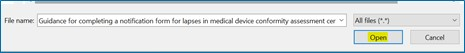 File name: Guidance for completing a notification form for lapses in medical device conformity assessment cer All files (*.*)
Open Cancel